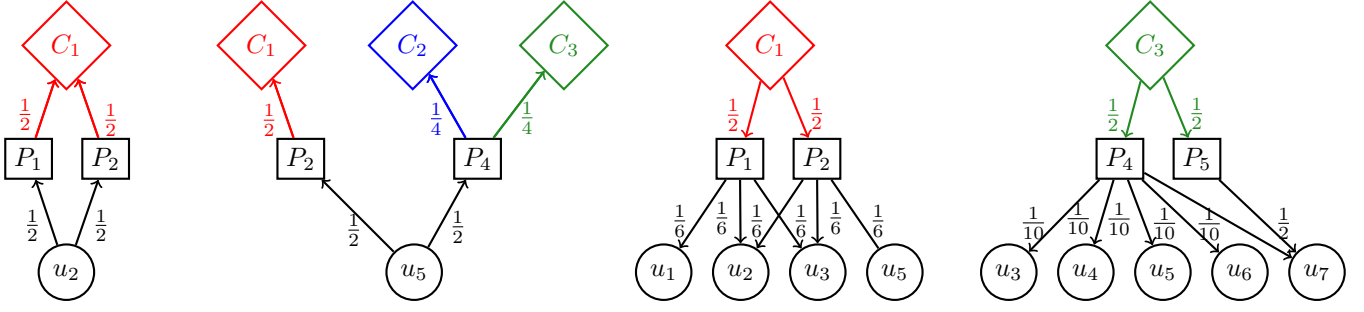 C₁
1/2 1/2
P₁ P₂
1/2 1/2
u₂
C₁ C₂ C₃
1/2 1/4 1/4
P₂ P₄
1/2 1/2
u₅
C₁
1/2 1/2
P₁ P₂
1/6 1/6 1/6 1/6 1/6
u₁ u₂ u₃ u₅
C₃
1/2 1/2
P₄ P₅
1/10 1/10 1/10 1/10 1/10 1/2
u₃ u₄ u₅ u₆ u₇